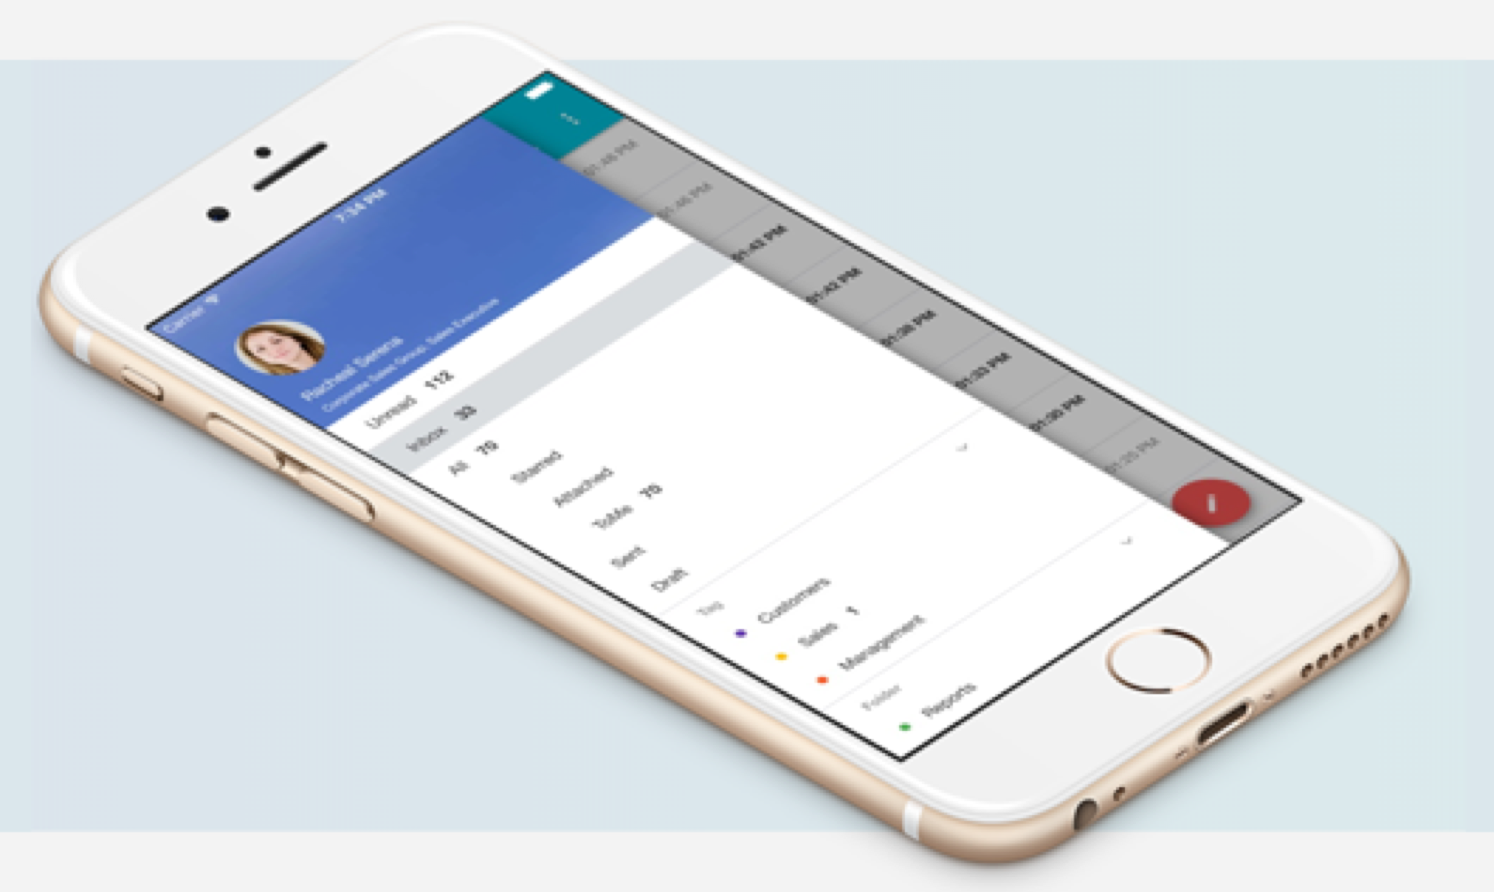 Carrier
7:34 PM
Racheal Serena
Corporate Sales Group, Sales Executive
Unread 112
Inbox 33
All 70
Starred
Attached
ToMe 70
Sent
Draft
Tag
Customers
Sales 1
Management
Folder
Reports
01:48 PM
01:46 PM
01:42 PM
01:42 PM
01:38 PM
01:33 PM
01:30 PM
01:25 PM